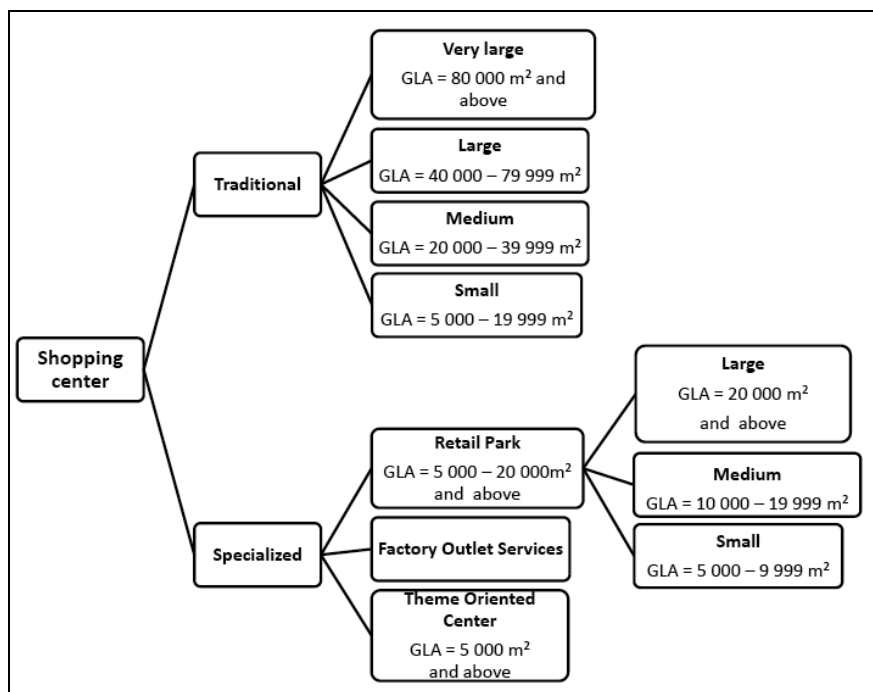 Shopping
center
Traditional
Very large
GLA = 80 000 m² and
above
Large
GLA = 40 000 – 79 999 m²
Medium
GLA = 20 000 – 39 999 m²
Small
GLA = 5 000 – 19 999 m²
Specialized
Retail Park
GLA = 5 000 – 20 000m²
and above
Large
GLA = 20 000 m²
and above
Medium
GLA = 10 000 – 19 999 m²
Small
GLA = 5 000 – 9 999 m²
Factory Outlet Services
Theme Oriented
Center
GLA = 5 000 m²
and above